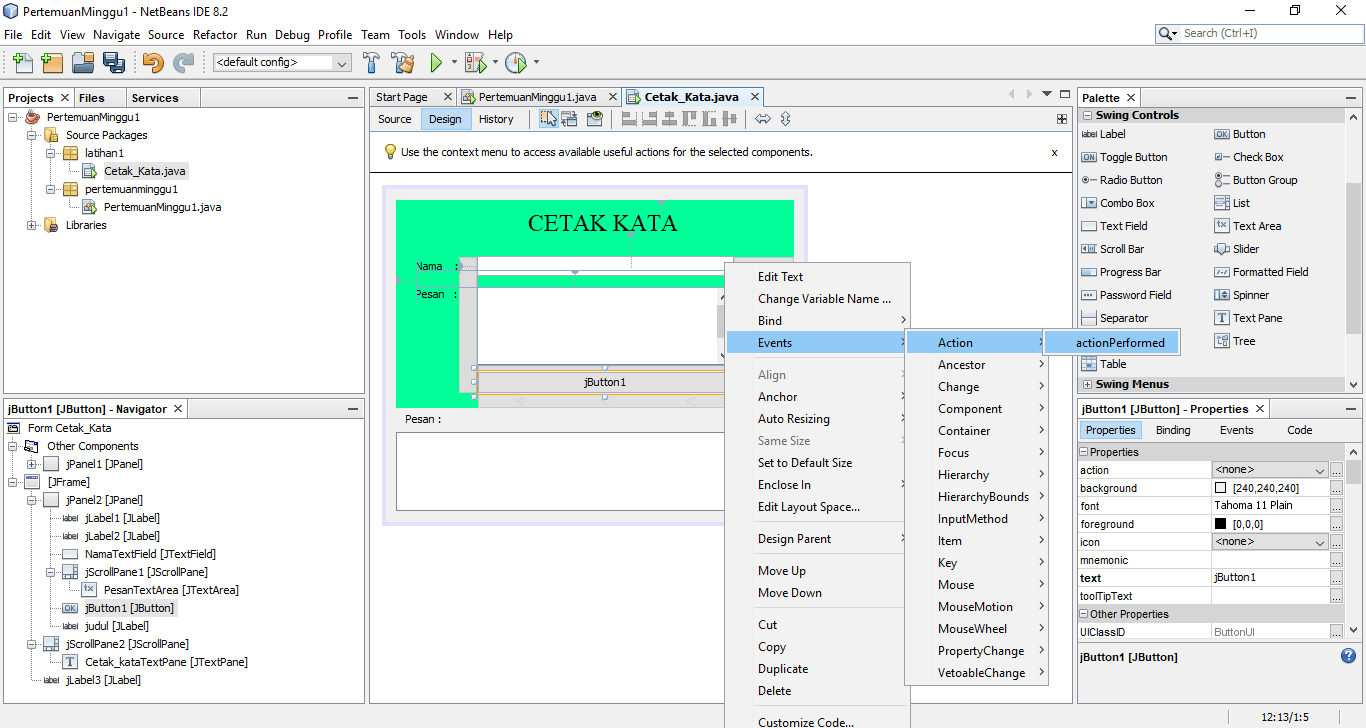 PertemuanMinggu1 - NetBeans IDE 8.2
File Edit View Navigate Source Refactor Run Debug Profile Team Tools Window Help
Search (Ctrl+I)
<default config>
Projects Files Services
PertemuanMinggu1
Source Packages
latihan1
Cetak_Kata.java
pertemuanminggu1
PertemuanMinggu1.java
Libraries
jButton1 [JButton] - Navigator
Form Cetak_Kata
Other Components
jPanel1 [JPanel]
[JFrame]
jPanel2 [JPanel]
label jLabel1 [JLabel]
label jLabel2 [JLabel]
NamaTextField [JTextField]
jScrollPane1 [JScrollPane]
PesanTextArea [JTextArea]
OK jButton1 [JButton]
label judul [JLabel]
jScrollPane2 [JScrollPane]
T Cetak_kataTextPane [JTextPane]
label jLabel3 [JLabel]
Start Page PertemuanMinggu1.java Cetak_Kata.java
Source Design History
Use the context menu to access available useful actions for the selected components. x
CETAK KATA
Nama :
Pesan :
jButton1
Pesan :
Edit Text
Change Variable Name ...
Bind
Events
Align
Anchor
Auto Resizing
Same Size
Set to Default Size
Enclose In
Edit Layout Space...
Design Parent
Move Up
Move Down
Cut
Copy
Duplicate
Delete
Customize Code...
Action
Ancestor
Change
Component
Container
Focus
Hierarchy
HierarchyBounds
InputMethod
Item
Key
Mouse
MouseMotion
MouseWheel
PropertyChange
VetoableChange
actionPerformed
Palette
Swing Controls
label Label OK Button
ON Toggle Button Check Box
Radio Button Button Group
Combo Box List
Text Field Text Area
Scroll Bar Slider
Progress Bar Formatted Field
Password Field Spinner
Separator T Text Pane
Tree
Table
Swing Menus
jButton1 [JButton] - Properties
Properties Binding Events Code
Properties
action <none> ...
background [240,240,240] ...
font Tahoma 11 Plain ...
foreground [0,0,0] ...
icon <none> ...
mnemonic ...
text jButton1 ...
toolTipText ...
Other Properties
UIClassID ButtonUI ...
jButton1 [JButton]
12:13/1:5